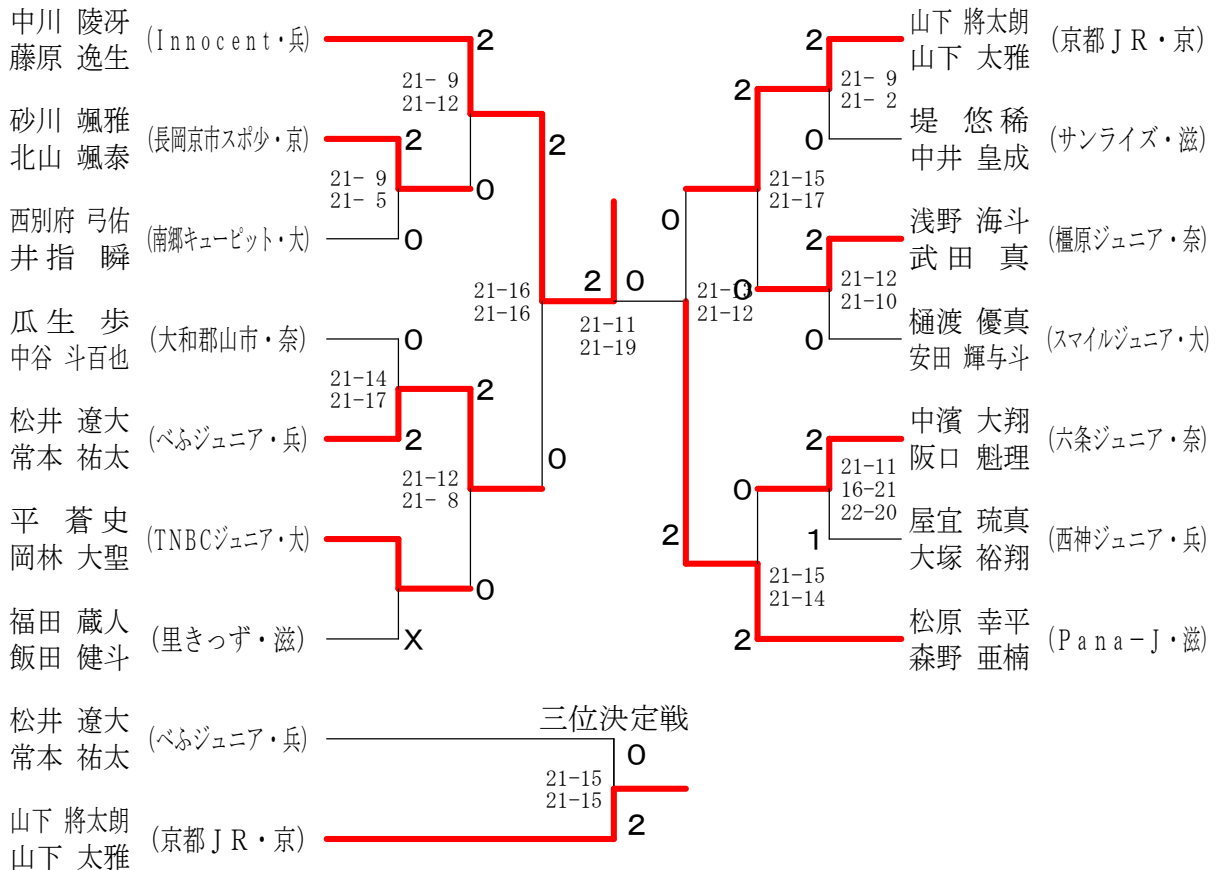 中川 陵冴
藤原 逸生
(Innocent・兵)
2
21- 9
21-12
砂川 颯雅
北山 颯泰
(長岡京市スポ少・京)
2
21- 9
21- 5
0
2
西別府 弓佑
井指 瞬
(南郷キューピット・大)
0
21-16
21-16
瓜生 歩
中谷 斗百也
(大和郡山市・奈)
0
21-14
21-17
2
松井 遼大
常本 祐太
(べふジュニア・兵)
2
21-12
21- 8
0
平 蒼史
岡林 大聖
(TNBCジュニア・大)
0
福田 蔵人
飯田 健斗
(里きっず・滋)
X
2
0
21-11
21-19
2
山下 將太朗
山下 太雅
(京都JR・京)
21- 9
21- 2
2
0
堤 悠稀
中井 皇成
(サンライズ・滋)
21-15
21-17
0
2
浅野 海斗
武田 真
(橿原ジュニア・奈)
21-13
21-12
0
21-12
21-10
0
樋渡 優真
安田 輝与斗
(スマイルジュニア・大)
2
中濱 大翔
阪口 魁理
(六条ジュニア・奈)
21-11
16-21
22-20
0
2
1
屋宜 琉真
大塚 裕翔
(西神ジュニア・兵)
21-15
21-14
2
松原 幸平
森野 亜楠
(Pana-J・滋)
三位決定戦
松井 遼大
常本 祐太
(べふジュニア・兵)
0
21-15
21-15
2
山下 將太朗
山下 太雅
(京都JR・京)